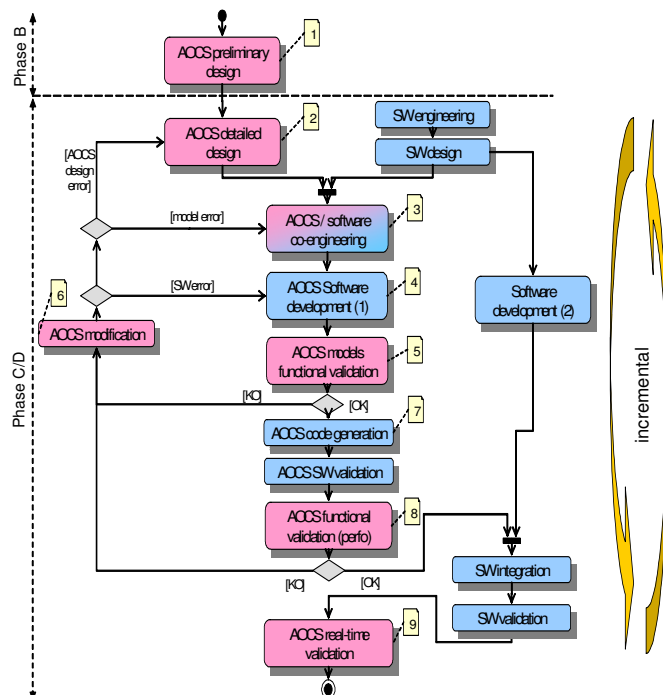 Phase B
1
AOCS preliminary
design
Phase C/D
2
AOCS detailed
design
SW engineering
SW design
[AOCS
design
error]
[model error]
3
AOCS / software
co-engineering
4
[SW error]
AOCS Software
development (1)
Software
development (2)
6
AOCS modification
5
AOCS models
functional validation
[KO]
[OK]
7
AOCS code generation
AOCS SW validation
8
AOCS functional
validation (perfo)
[KO]
[OK]
SW integration
SW validation
9
AOCS real-time
validation
incremental